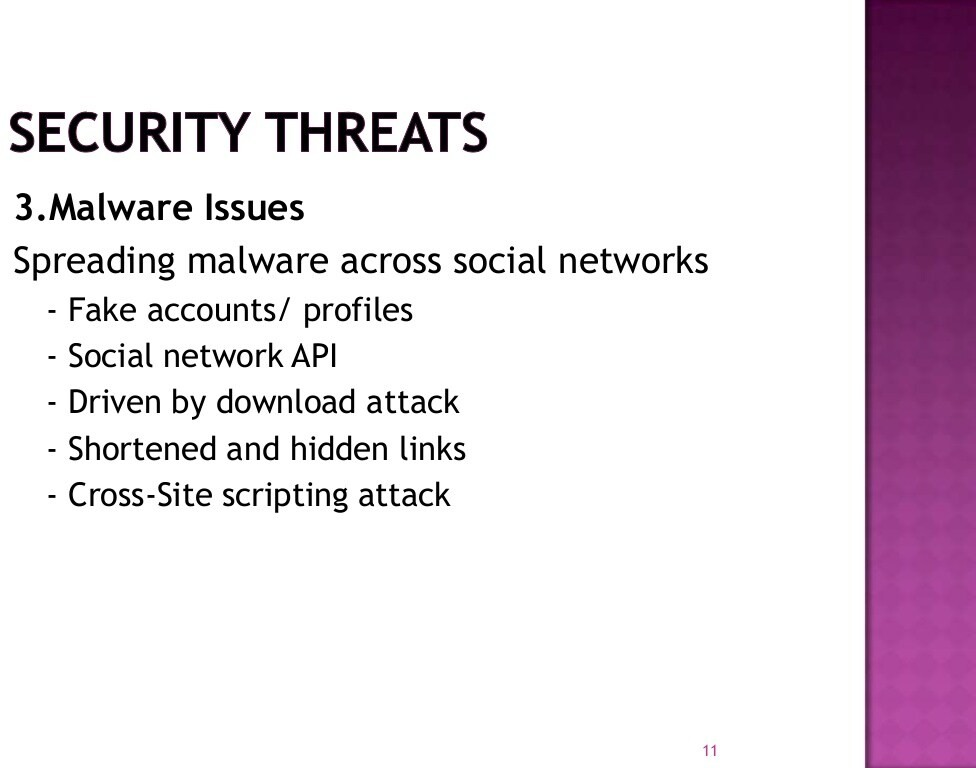 SECURITY THREATS
3.Malware Issues
Spreading malware across social networks
- Fake accounts/ profiles
- Social network API
- Driven by download attack
- Shortened and hidden links
- Cross-Site scripting attack
11